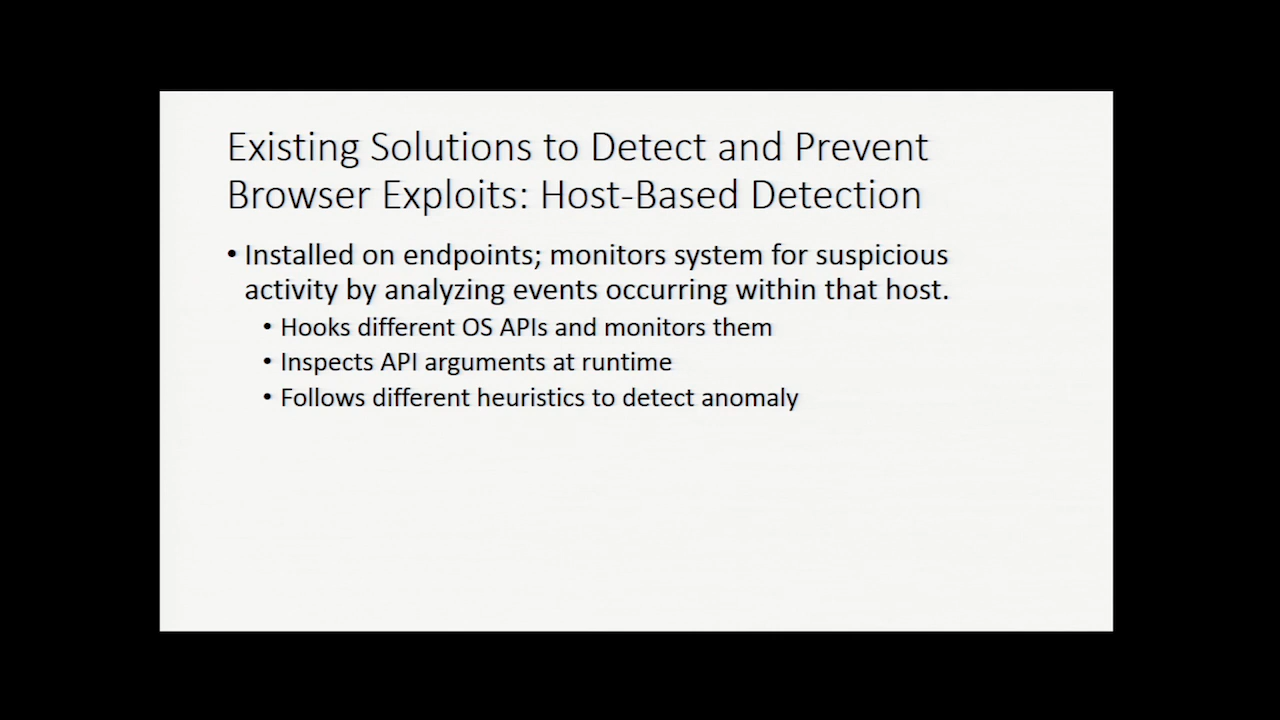 Existing Solutions to Detect and Prevent
Browser Exploits: Host-Based Detection
• Installed on endpoints; monitors system for suspicious
activity by analyzing events occurring within that host.
• Hooks different OS APIs and monitors them
• Inspects API arguments at runtime
• Follows different heuristics to detect anomaly